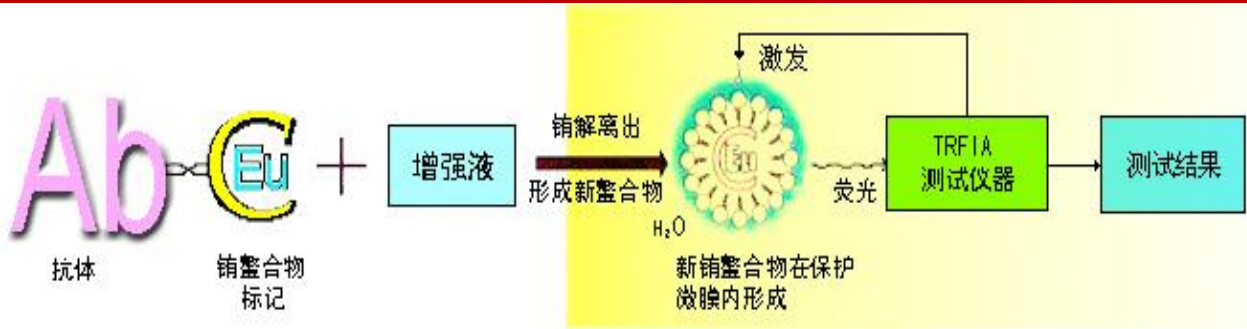 Ab
Eu
增强液
铕解离出
形成新螯合物
激发
Eu
H₂O
荧光
TRFIA
测试仪器
测试结果
抗体
铕螯合物
标记
新铕螯合物在保护
微膜内形成